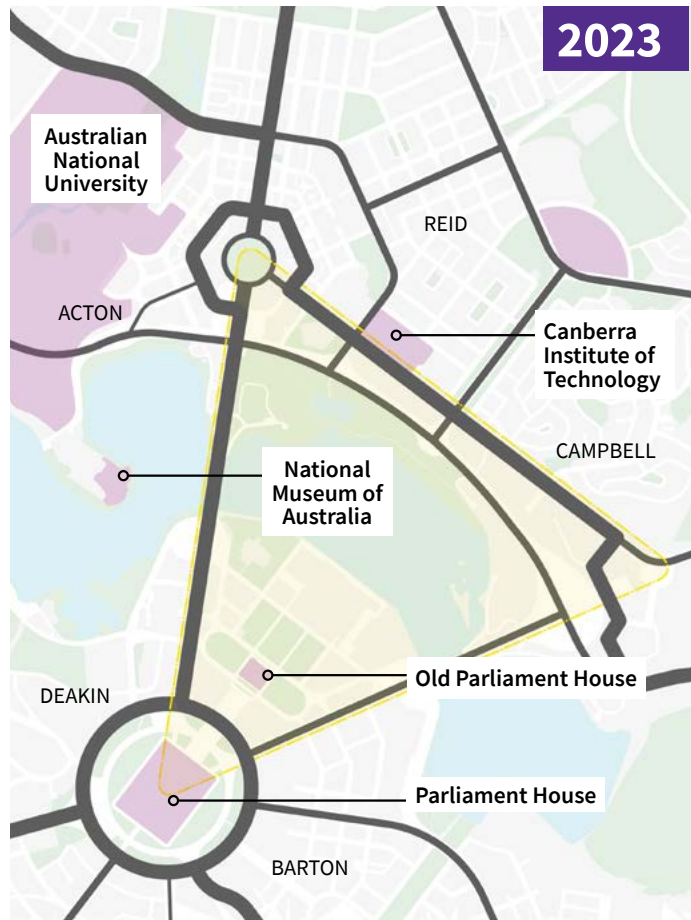 2023
Australian
National
University
REID
ACTON
Canberra
Institute of
Technology
CAMPBELL
National
Museum of
Australia
Old Parliament House
DEAKIN
Parliament House
BARTON